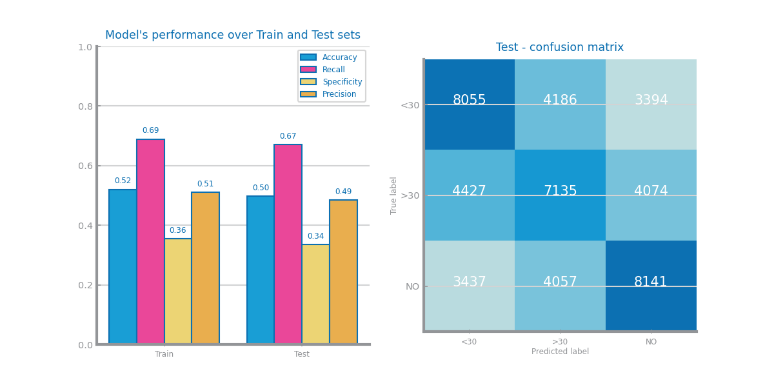 Model's performance over Train and Test sets
1.0
0.8
0.6
0.4
0.2
0.0
Accuracy
Recall
Specificity
Precision
0.52
0.69
0.36
0.51
0.50
0.67
0.34
0.49
Train
Test
Test - confusion matrix
True label
<30
8055
4186
3394
>30
4427
7135
4074
NO
3437
4057
8141
<30
>30
NO
Predicted label